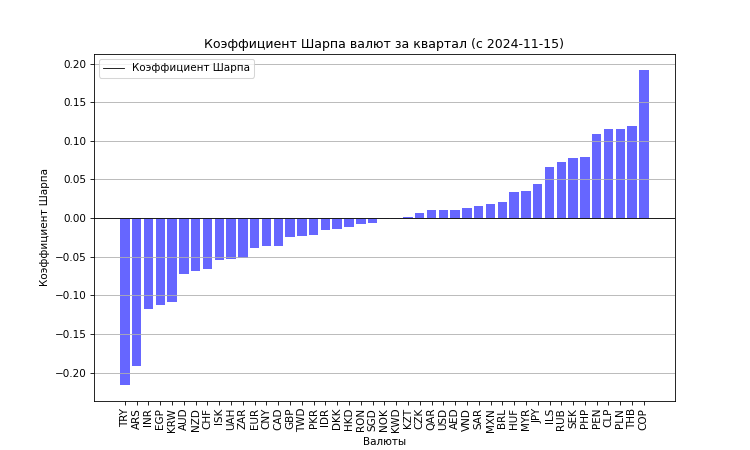 Коэффициент Шарпа валют за квартал (с 2024-11-15)
Коэффициент Шарпа
0.20
0.15
0.10
0.05
0.00
−0.05
−0.10
−0.15
−0.20
Коэффициент Шарпа
TRY ARS INR EGP KRW AUD NZD CHF ISK UAH ZAR EUR CNY CAD GBP TWD PKR IDR DKK HKD RON SGD NOK KWD KZT CZK QAR USD AED VND SAR MXN BRL HUF MYR JPY ILS RUB SEK PHP PEN CLP PLN THB COP
Валюты